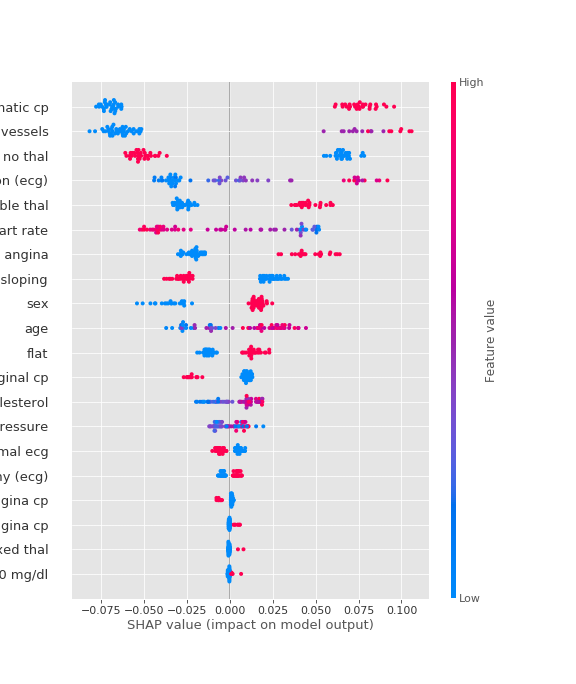 High
matic cp
vessels
no thal
on (ecg)
ble thal
art rate
angina
sloping
sex
age
flat
ginal cp
lesterol
ressure
mal ecg
hy (ecg)
gina cp
gina cp
xed thal
0 mg/dl
Feature value
Low
−0.075 −0.050 −0.025 0.000 0.025 0.050 0.075 0.100
SHAP value (impact on model output)